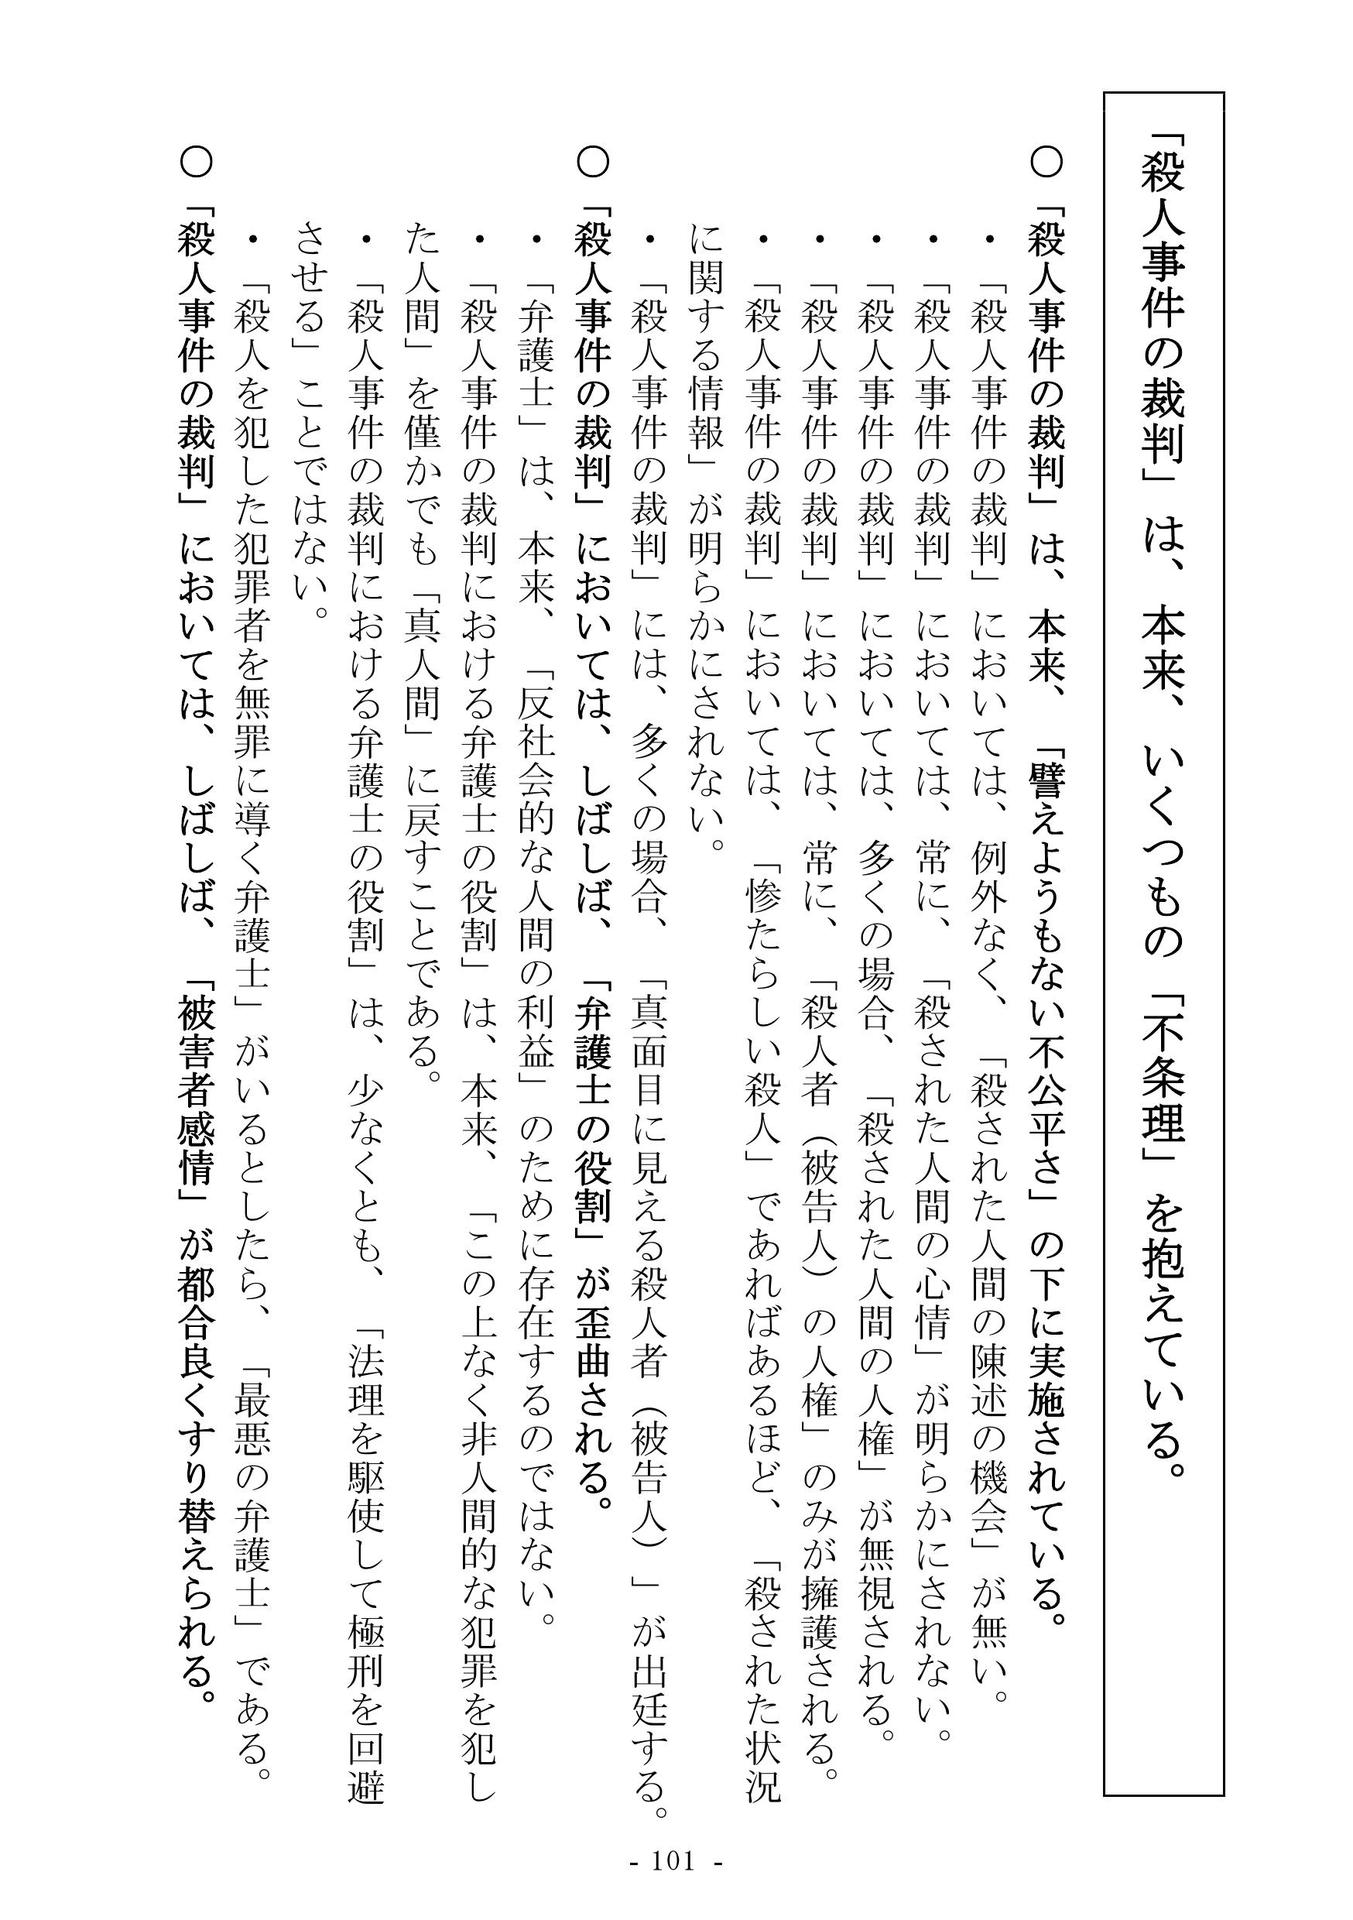 「殺人事件の裁判」は、本来、いくつもの「不条理」を抱えている。
○「殺人事件の裁判」は、本来、「譬えようもない不公平さ」の下に実施されている。
・「殺人事件の裁判」においては、例外なく、「殺された人間の陳述の機会」が無い。
・「殺人事件の裁判」においては、常に、「殺された人間の心情」が明らかにされない。
・「殺人事件の裁判」においては、多くの場合、「殺された人間の人権」が無視される。
・「殺人事件の裁判」においては、常に、「殺人者（被告人）の人権」のみが擁護される。
・「殺人事件の裁判」においては、「惨たらしい殺人」であればあるほど、「殺された状況
に関する情報」が明らかにされない。
・「殺人事件の裁判」には、多くの場合、「真面目に見える殺人者（被告人）」が出廷する。
○「殺人事件の裁判」においては、しばしば、「弁護士の役割」が歪曲される。
・「弁護士」は、本来、「反社会的な人間の利益」のために存在するのではない。
・「殺人事件の裁判における弁護士の役割」は、本来、「この上なく非人間的な犯罪を犯し
た人間」を僅かでも「真人間」に戻すことである。
・「殺人事件の裁判における弁護士の役割」は、少なくとも、「法理を駆使して極刑を回避
させる」ことではない。
・「殺人を犯した犯罪者を無罪に導く弁護士」がいるとしたら、「最悪の弁護士」である。
○「殺人事件の裁判」においては、しばしば、「被害者感情」が都合良くすり替えられる。
- 101 -